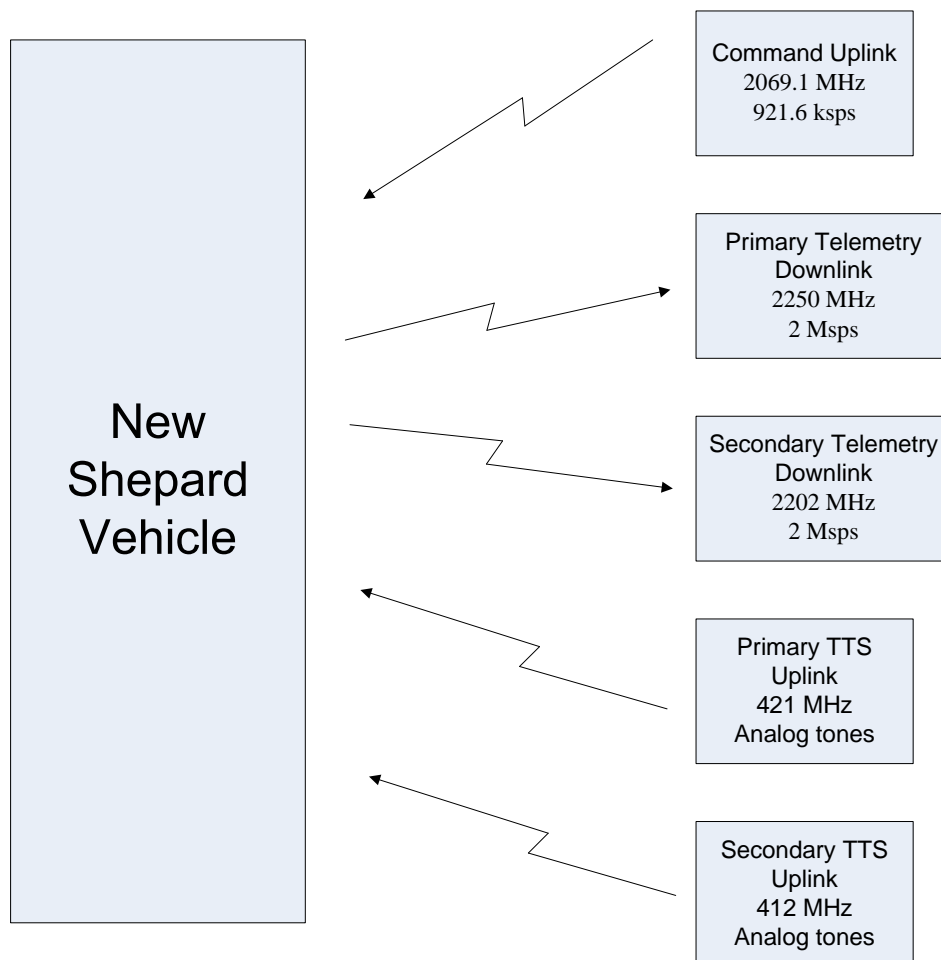 New
Shepard
Vehicle
Command Uplink
2069.1 MHz
921.6 ksps
Primary Telemetry
Downlink
2250 MHz
2 Msps
Secondary Telemetry
Downlink
2202 MHz
2 Msps
Primary TTS
Uplink
421 MHz
Analog tones
Secondary TTS
Uplink
412 MHz
Analog tones